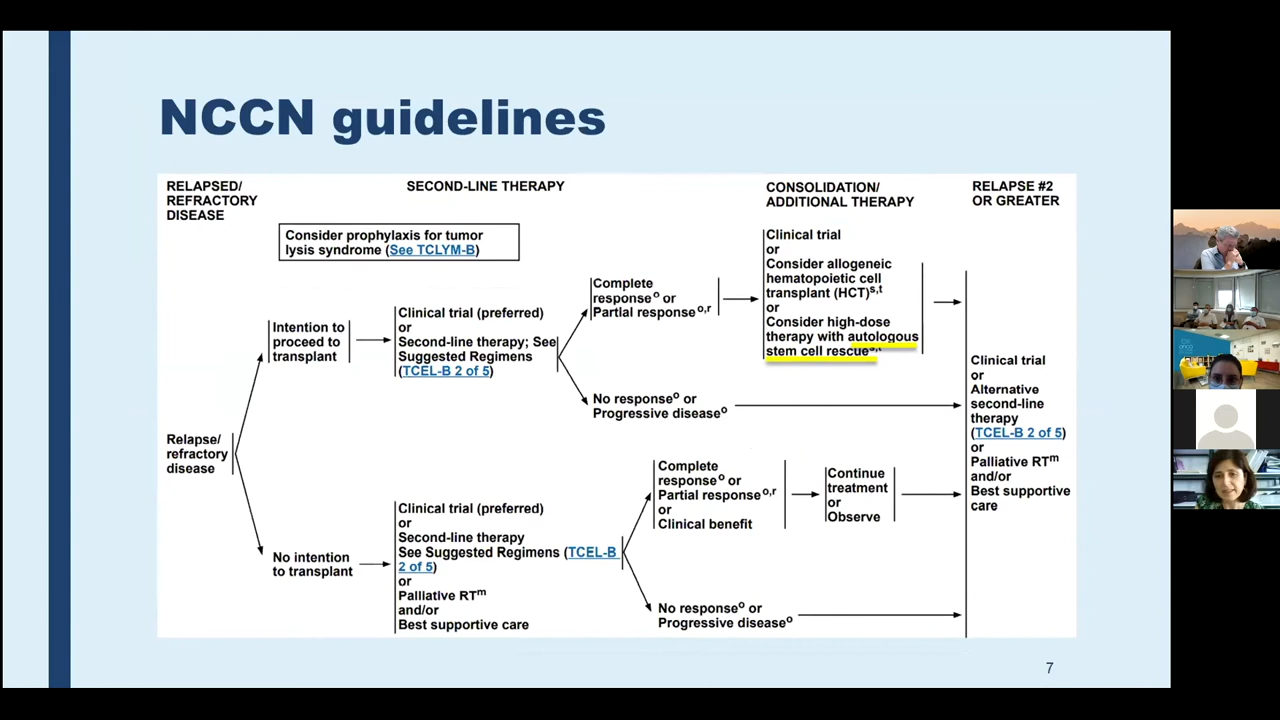 NCCN guidelines
RELAPSED/
REFRACTORY
DISEASE
SECOND-LINE THERAPY
CONSOLIDATION/
ADDITIONAL THERAPY
RELAPSE #2
OR GREATER
Consider prophylaxis for tumor
lysis syndrome (See TCLYM-B)
Relapse/
refractory
disease
Intention to
proceed to
transplant
Clinical trial (preferred)
or
Second-line therapy; See
Suggested Regimens
(TCEL-B 2 of 5)
Complete
responseº or
Partial responseº,ʳ
Clinical trial
or
Consider allogeneic
hematopoietic cell
transplant (HCT)ˢ,ᵗ
or
Consider high-dose
therapy with autologous
stem cell rescueˢ,ᵗ
No responseº or
Progressive diseaseº
No intention
to transplant
Clinical trial (preferred)
or
Second-line therapy
See Suggested Regimens (TCEL-B
2 of 5)
or
Palliative RTᵐ
and/or
Best supportive care
Complete
responseº or
Partial responseº,ʳ
or
Clinical benefit
Continue
treatment
or
Observe
No responseº or
Progressive diseaseº
Clinical trial
or
Alternative
second-line
therapy
(TCEL-B 2 of 5)
or
Palliative RTᵐ
and/or
Best supportive
care
7